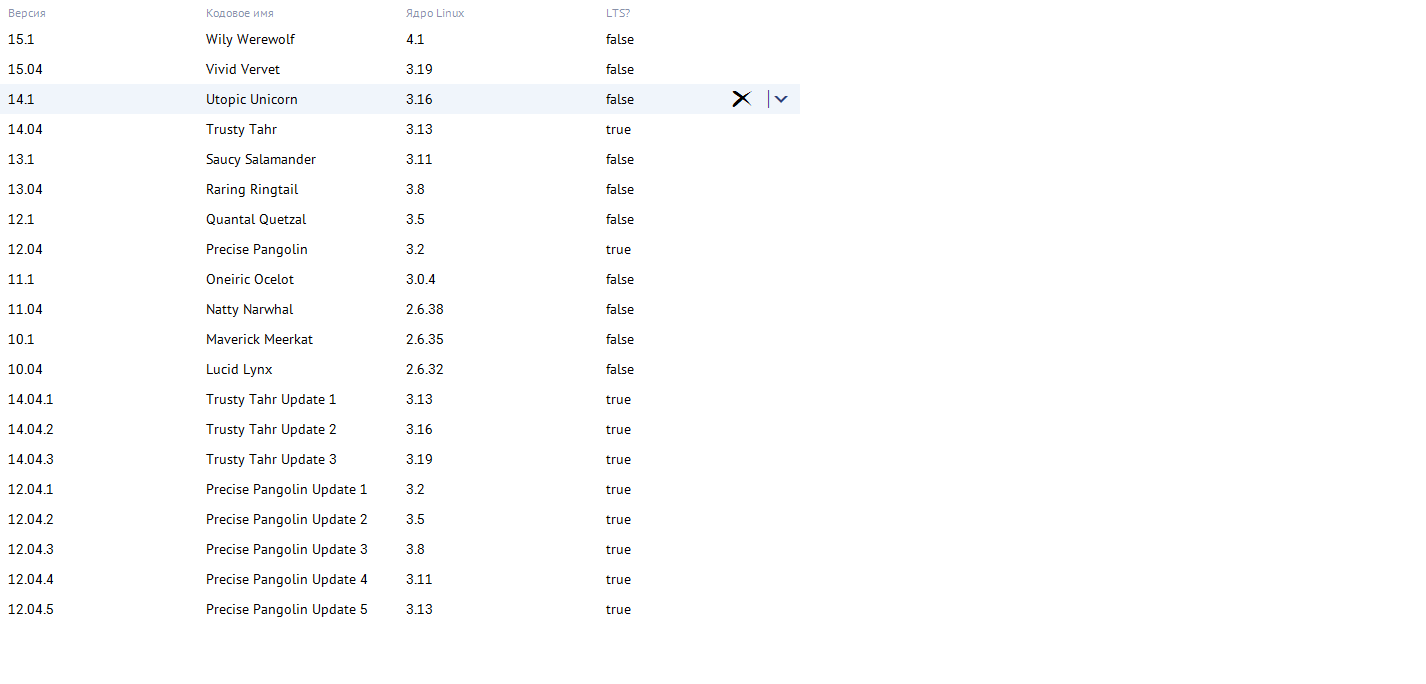 Версия Кодовое имя Ядро Linux LTS?
15.1 Wily Werewolf 4.1 false
15.04 Vivid Vervet 3.19 false
14.1 Utopic Unicorn 3.16 false
14.04 Trusty Tahr 3.13 true
13.1 Saucy Salamander 3.11 false
13.04 Raring Ringtail 3.8 false
12.1 Quantal Quetzal 3.5 false
12.04 Precise Pangolin 3.2 true
11.1 Oneiric Ocelot 3.0.4 false
11.04 Natty Narwhal 2.6.38 false
10.1 Maverick Meerkat 2.6.35 false
10.04 Lucid Lynx 2.6.32 false
14.04.1 Trusty Tahr Update 1 3.13 true
14.04.2 Trusty Tahr Update 2 3.16 true
14.04.3 Trusty Tahr Update 3 3.19 true
12.04.1 Precise Pangolin Update 1 3.2 true
12.04.2 Precise Pangolin Update 2 3.5 true
12.04.3 Precise Pangolin Update 3 3.8 true
12.04.4 Precise Pangolin Update 4 3.11 true
12.04.5 Precise Pangolin Update 5 3.13 true